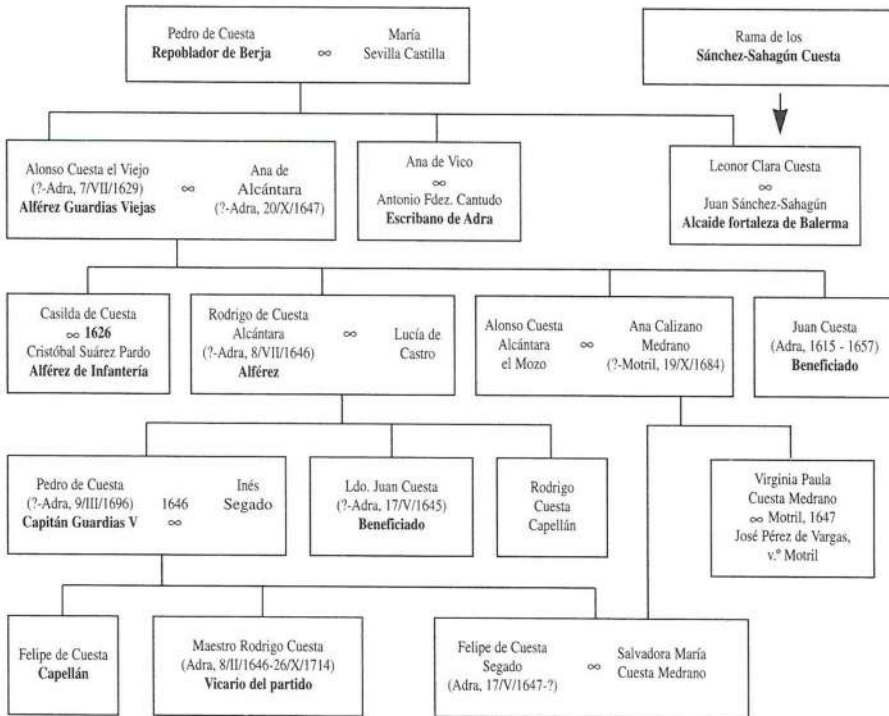 Pedro de Cuesta
Repoblador de Berja
∞
María
Sevilla Castilla
Rama de los
Sánchez-Sahagún Cuesta
Alonso Cuesta el Viejo
(?-Adra, 7/VII/1629)
Alférez Guardias Viejas
∞
Ana de
Alcántara
(?-Adra, 20/X/1647)
Ana de Vico
∞
Antonio Fdez. Cantudo
Escribano de Adra
Leonor Clara Cuesta
∞
Juan Sánchez-Sahagún
Alcaide fortaleza de Balerma
Casilda de Cuesta
∞ 1626
Cristóbal Suárez Pardo
Alférez de Infantería
Rodrigo de Cuesta
Alcántara
(?-Adra, 8/VII/1646)
Alférez
∞
Lucía de
Castro
Alonso Cuesta
Alcántara
el Mozo
∞
Ana Calizano
Medrano
(?-Motril, 19/X/1684)
Juan Cuesta
(Adra, 1615 - 1657)
Beneficiado
Pedro de Cuesta
(?-Adra, 9/III/1696)
Capitán Guardias V
1646
∞
Inés
Segado
Ldo. Juan Cuesta
(?-Adra, 17/V/1645)
Beneficiado
Rodrigo
Cuesta
Capellán
Virginia Paula
Cuesta Medrano
∞ Motril, 1647
José Pérez de Vargas,
v.º Motril
Felipe de Cuesta
Capellán
Maestro Rodrigo Cuesta
(Adra, 8/II/1646-26/X/1714)
Vicario del partido
Felipe de Cuesta
Segado
(Adra, 17/V/1647-?)
∞
Salvadora María
Cuesta Medrano